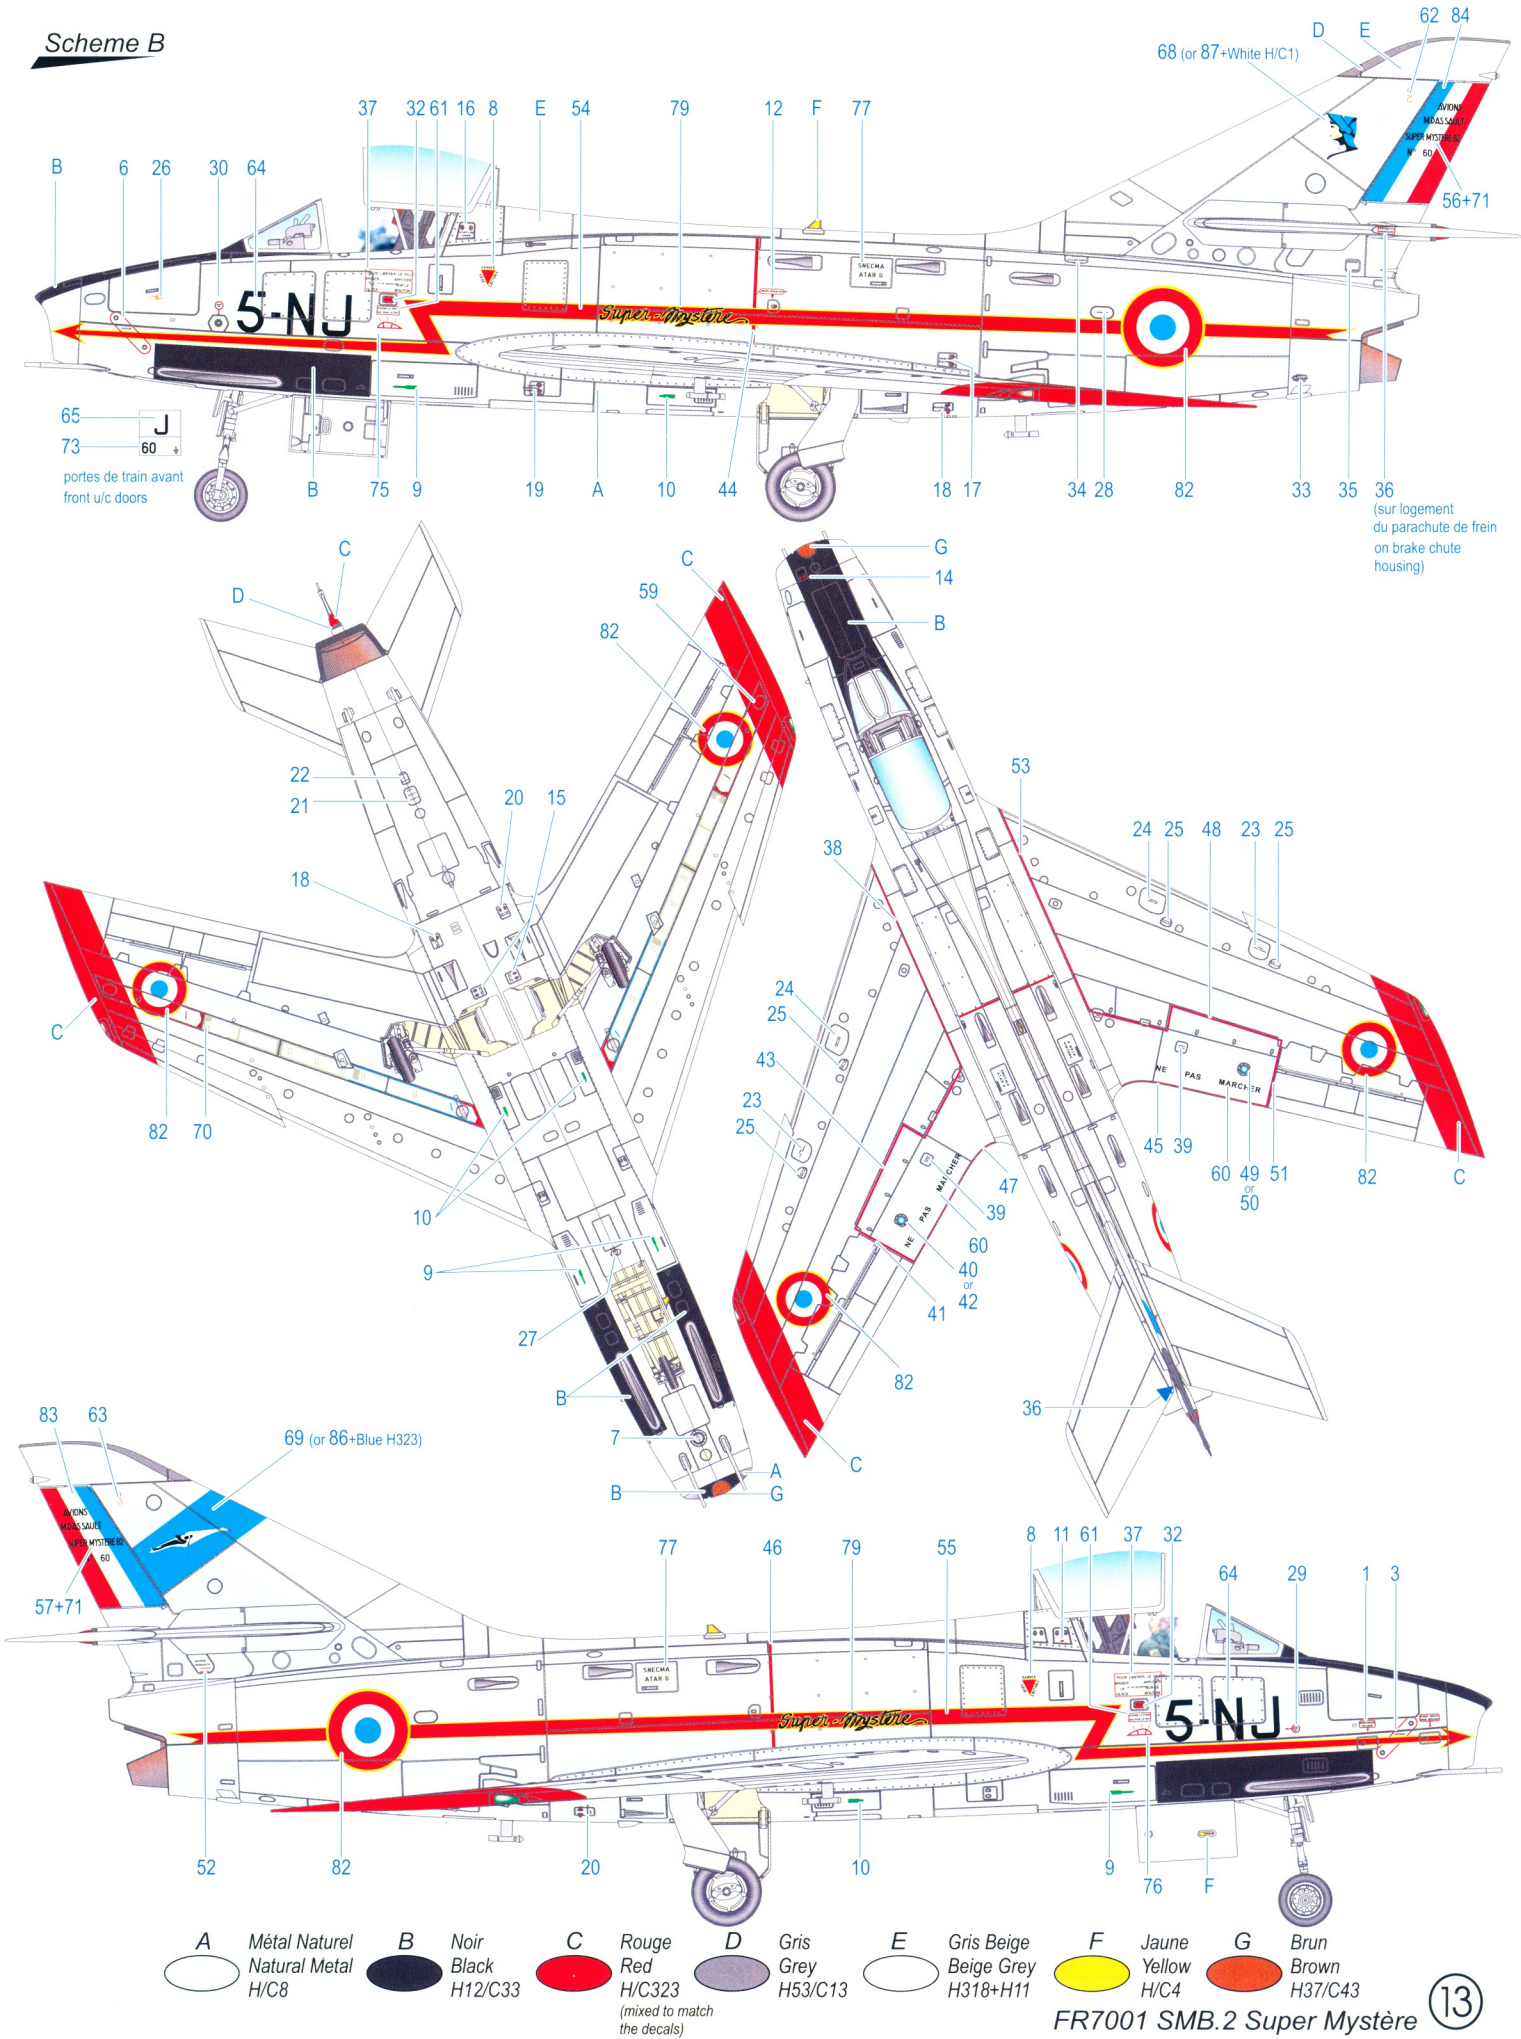 Scheme B
62 84
D E
68 (or 87+White H/C1)
37 32 61 16 8 E 54 79 12 F 77
B 6 26 30 64
AVIONS
M.DASSAULT
SUPER MYSTERE B2
N° 60
56+71
SNECMA
ATAR G
5-NJ
Super-Mystère
65 J
73 60
portes de train avant
front u/c doors
B 75 9 19 A 10 44 18 17 34 28 82 33 35 36
(sur logement
du parachute de frein
on brake chute
housing)
C
D
C
59
82
G
14
B
22
21
20 15
18
53
38
24 25 48 23 25
C
82 70
24
25
43
23
25
10
9
27
B
7
B
A
G
NE PAS MARCHER
45 39
60 49
or
50
51
82 C
47
39
60
40
or
42
41
NE PAS MARCHER
82
36
C
83 63
69 (or 86+Blue H323)
AVIONS
M.DASSAULT
SUPER MYSTERE B2
60
57+71
77 46 79 55 8 11 61 37 32 64 29 1 3
SNECMA
ATAR G
Super-Mystère
5-NJ
52 82 20 10 9 76 F
A Métal Naturel
Natural Metal
H/C8
B Noir
Black
H12/C33
C Rouge
Red
H/C323
(mixed to match
the decals)
D Gris
Grey
H53/C13
E Gris Beige
Beige Grey
H318+H11
F Jaune
Yellow
H/C4
G Brun
Brown
H37/C43
FR7001 SMB.2 Super Mystère 13